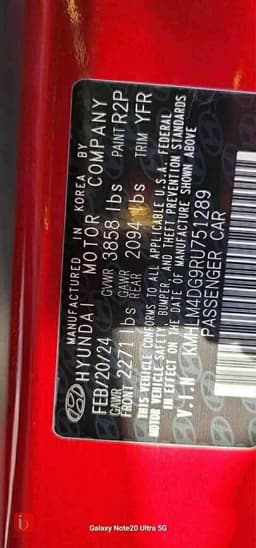 MANUFACTURED IN KOREA BY
HYUNDAI MOTOR COMPANY
FEB/20/24 GVWR 3858 lbs PAINT R2P
GAWR FRONT 2271 lbs GAWR REAR 2094 lbs TRIM YFR
THIS VEHICLE CONFORMS TO ALL APPLICABLE U.S.A. FEDERAL
MOTOR VEHICLE SAFETY, BUMPER, AND THEFT PREVENTION STANDARDS
IN EFFECT ON THE DATE OF MANUFACTURE SHOWN ABOVE
V.I.N KMHLM4DG9RU751289
PASSENGER CAR
Galaxy Note20 Ultra 5G